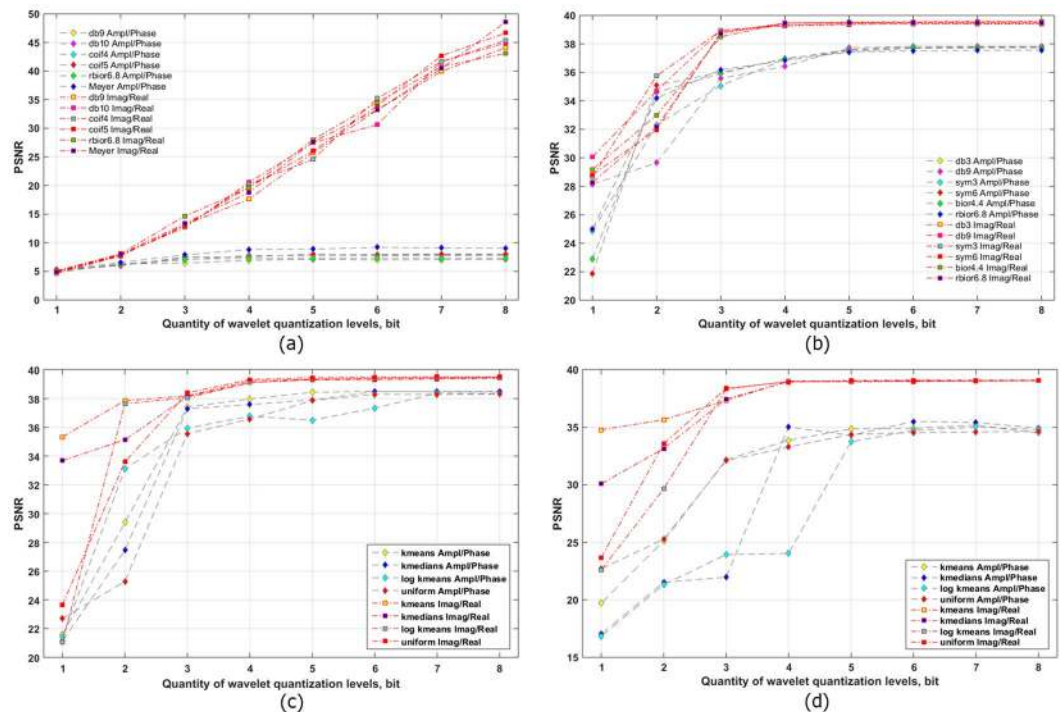 50
45
40
35
30
25
20
15
10
5
0
PSNR
db9 Ampl/Phase
db10 Ampl/Phase
coif4 Ampl/Phase
coif5 Ampl/Phase
rbior6.8 Ampl/Phase
Meyer Ampl/Phase
db9 Imag/Real
db10 Imag/Real
coif4 Imag/Real
coif5 Imag/Real
rbior6.8 Imag/Real
Meyer Imag/Real
1 2 3 4 5 6 7 8
Quantity of wavelet quantization levels, bit
(a)
40
38
36
34
32
30
28
26
24
22
20
PSNR
db3 Ampl/Phase
db9 Ampl/Phase
sym3 Ampl/Phase
sym6 Ampl/Phase
bior4.4 Ampl/Phase
rbior6.8 Ampl/Phase
db3 Imag/Real
db9 Imag/Real
sym3 Imag/Real
sym6 Imag/Real
bior4.4 Imag/Real
rbior6.8 Imag/Real
1 2 3 4 5 6 7 8
Quantity of wavelet quantization levels, bit
(b)
40
38
36
34
32
30
28
26
24
22
20
PSNR
kmeans Ampl/Phase
kmedians Ampl/Phase
log kmeans Ampl/Phase
uniform Ampl/Phase
kmeans Imag/Real
kmedians Imag/Real
log kmeans Imag/Real
uniform Imag/Real
1 2 3 4 5 6 7 8
Quantity of wavelet quantization levels, bit
(c)
40
35
30
25
20
15
PSNR
kmeans Ampl/Phase
kmedians Ampl/Phase
log kmeans Ampl/Phase
uniform Ampl/Phase
kmeans Imag/Real
kmedians Imag/Real
log kmeans Imag/Real
uniform Imag/Real
1 2 3 4 5 6 7 8
Quantity of wavelet quantization levels, bit
(d)